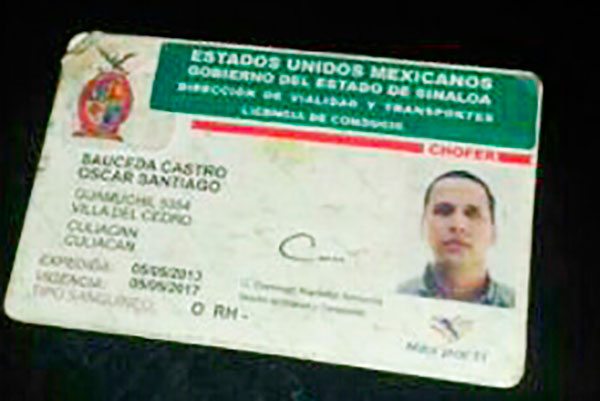 ESTADOS UNIDOS MEXICANOS
GOBIERNO DEL ESTADO DE SINALOA
DIRECCIÓN DE VIALIDAD Y TRANSPORTES
LICENCIA DE CONDUCIR
CHOFER
SAUCEDA CASTRO
OSCAR SANTIAGO
GUAMUCHIL 5354
VILLA DEL CEDRO
CULIACAN
CULIACAN
EXPEDIDA: 05/05/2013
VIGENCIA: 05/05/2017
TIPO SANGUINEO: O RH-